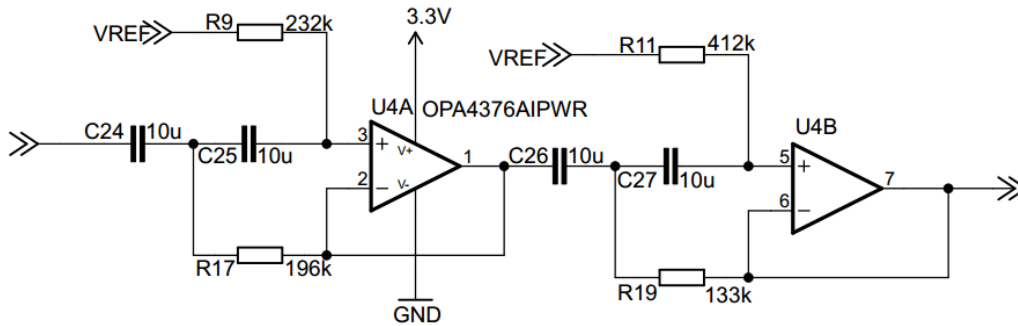 R9
232k
VREF
3.3V
R11
412k
VREF
U4A
OPA4376AIPWR
C24
10u
C25
10u
3
+
V+
2
−
V-
1
C26
10u
C27
10u
U4B
5
+
6
−
7
R17
196k
R19
133k
GND